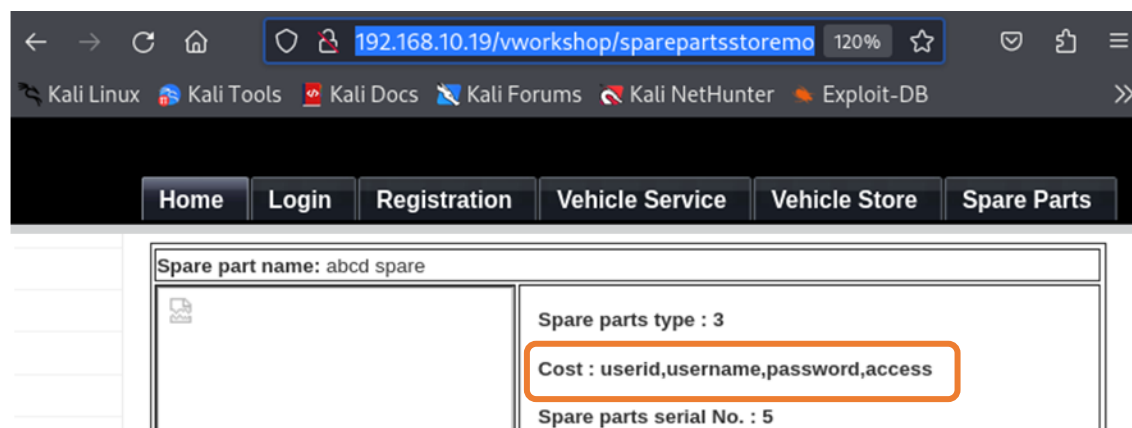 192.168.10.19/vworkshop/sparepartsstoremo 120%
Kali Linux Kali Tools Kali Docs Kali Forums Kali NetHunter Exploit-DB
Home Login Registration Vehicle Service Vehicle Store Spare Parts
Spare part name: abcd spare
Spare parts type : 3
Cost : userid,username,password,access
Spare parts serial No. : 5